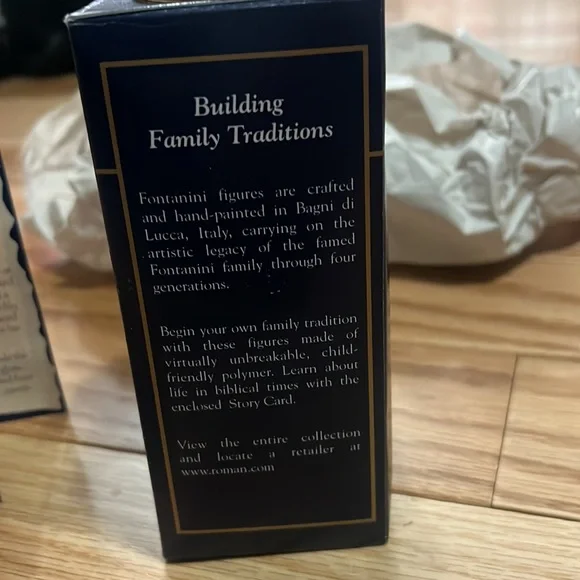 Building
Family Traditions
Fontanini figures are crafted
and hand-painted in Bagni di
Lucca, Italy, carrying on the
artistic legacy of the famed
Fontanini family through four
generations.
Begin your own family tradition
with these figures made of
virtually unbreakable, child-
friendly polymer. Learn about
life in biblical times with the
enclosed Story Card.
View the entire collection
and locate a retailer at
www.roman.com